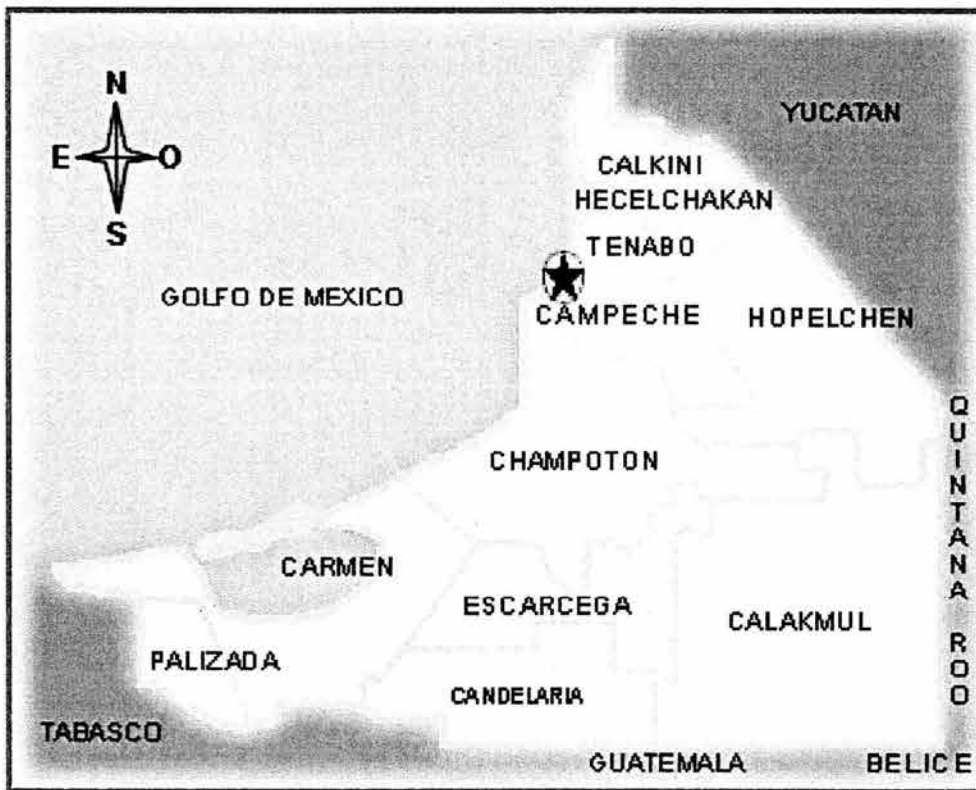 N
E O
S
YUCATAN
CALKINI
HECELCHAKAN
TENABO
GOLFO DE MEXICO
CAMPECHE
HOPELCHEN
QUINTANA ROO
CHAMPOTON
CARMEN
ESCARCEGA
CALAKMUL
PALIZADA
CANDELARIA
TABASCO
GUATEMALA
BELICE